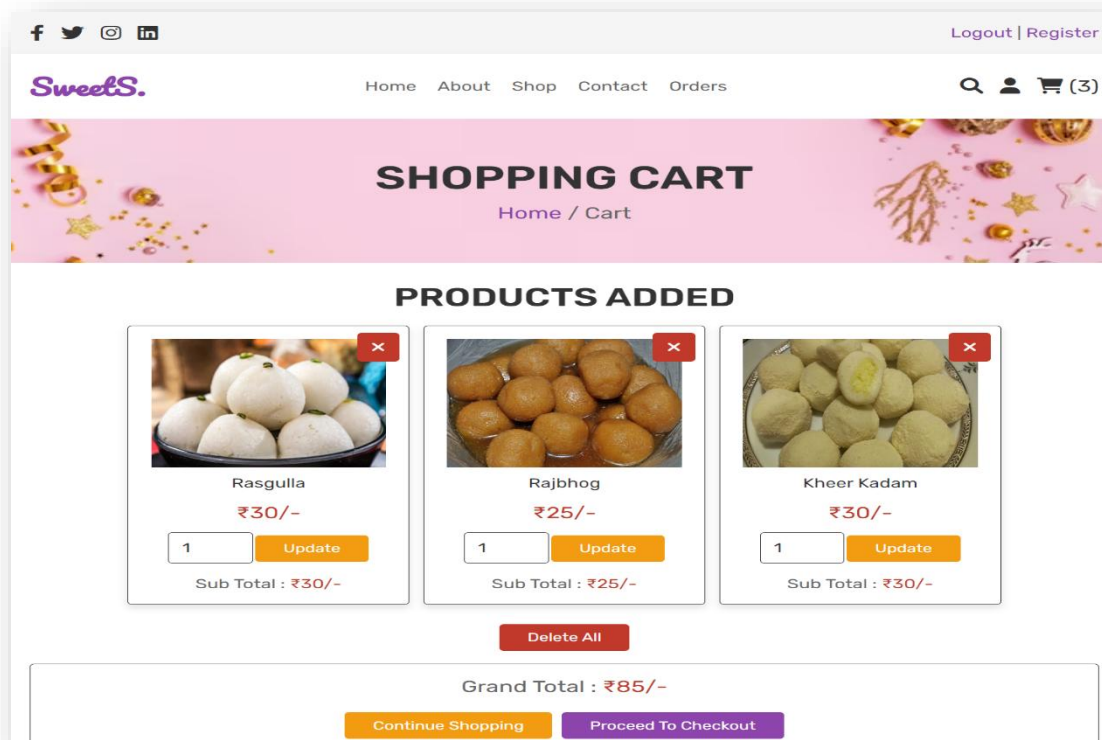 Logout | Register
SweetS.
Home About Shop Contact Orders
(3)
SHOPPING CART
Home / Cart
PRODUCTS ADDED
Rasgulla
₹30/-
1 Update
Sub Total : ₹30/-
Rajbhog
₹25/-
1 Update
Sub Total : ₹25/-
Kheer Kadam
₹30/-
1 Update
Sub Total : ₹30/-
Delete All
Grand Total : ₹85/-
Continue Shopping Proceed To Checkout